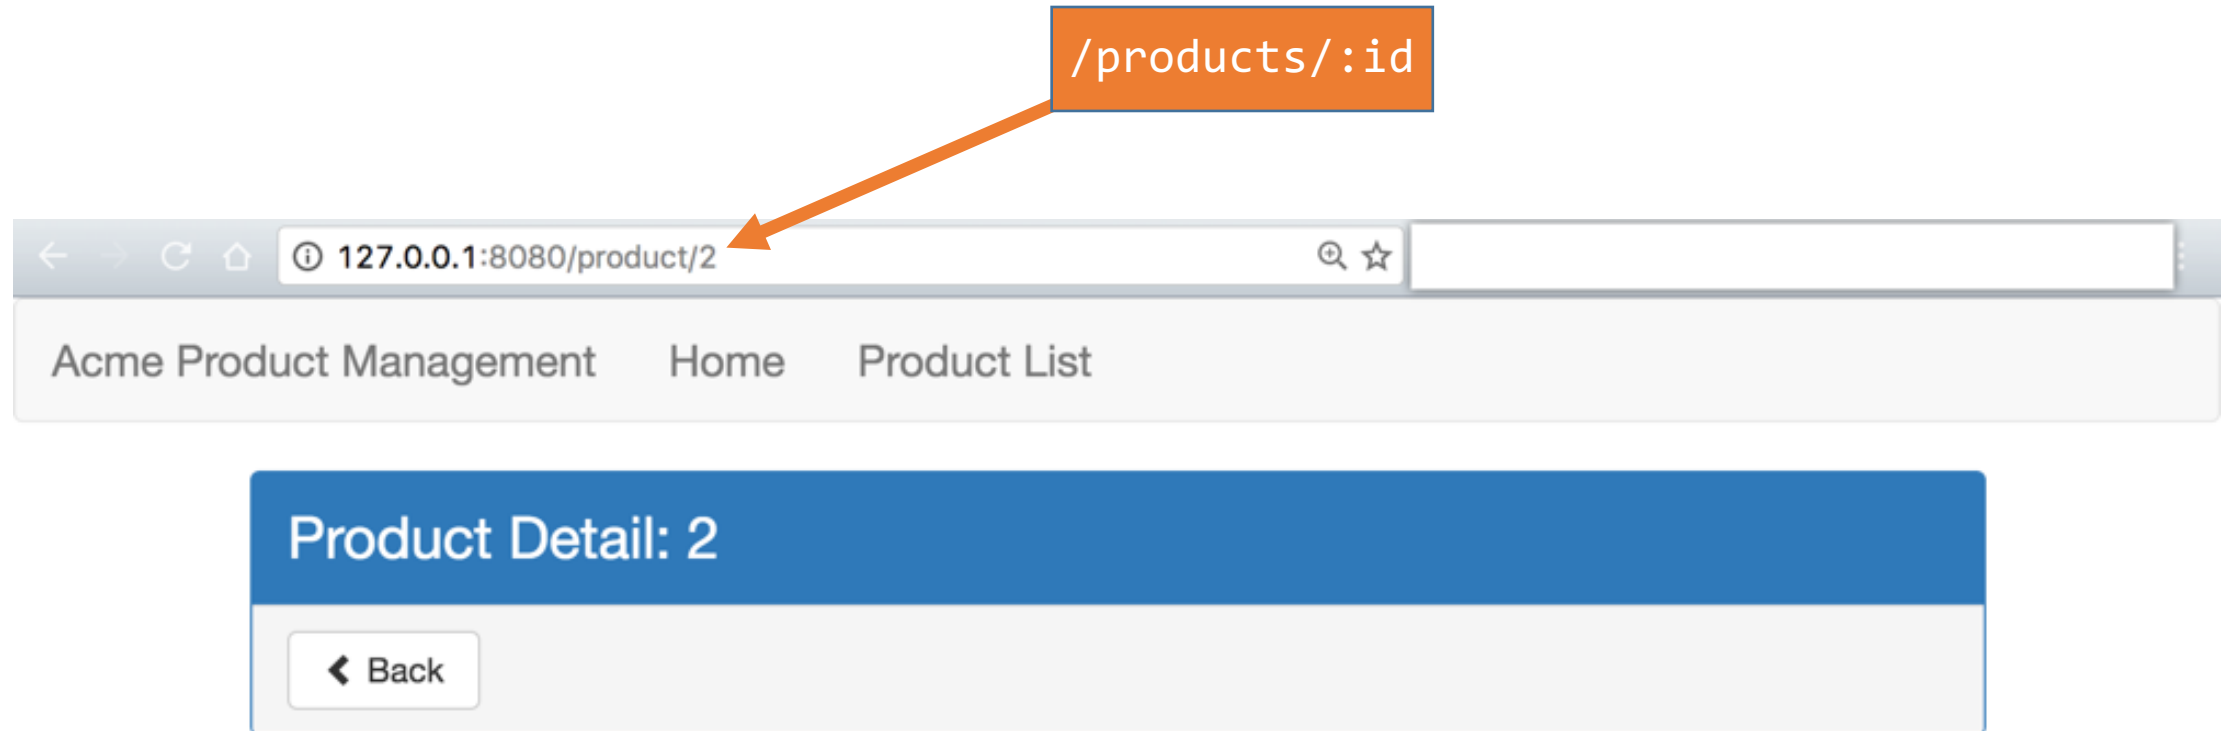 /products/:id
127.0.0.1:8080/product/2
Acme Product Management Home Product List
Product Detail: 2
Back